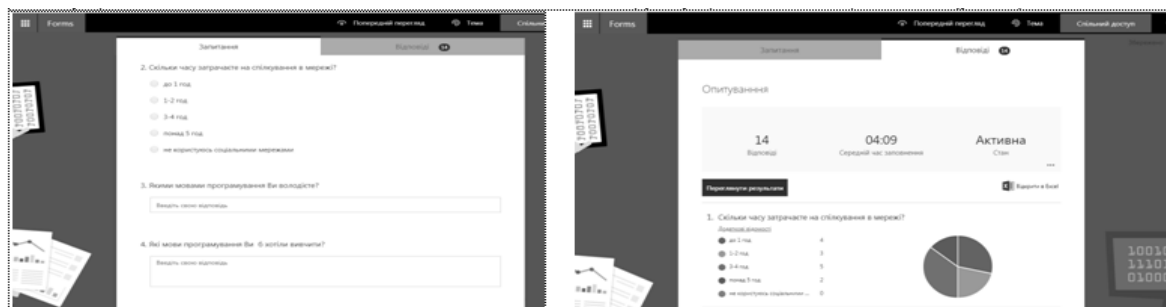 Forms
Попередній перегляд
Тема
Спільни
Запитання
Відповіді 14
2. Скільки часу затрачаєте на спілкування в мережі?
до 1 год
1-2 год
3-4 год
понад 5 год
не користуюсь соціальними мережами
3. Якими мовами програмування Ви володієте?
Введіть свою відповідь
4. Які мови програмування Ви б хотіли вивчити?
Введіть свою відповідь
Forms
Попередній перегляд
Тема
Спільний доступ
Запитання
Відповіді 14
Опитуванння
14
Відповіді
04:09
Середній час заповнення
Активна
Стан
...
Переглянути результати
Відкрити в Excel
1. Скільки часу затрачаєте на спілкування в мережі?
до 1 год 4
1-2 год 3
3-4 год 5
понад 5 год 2
не користуюсь соціальними ... 0